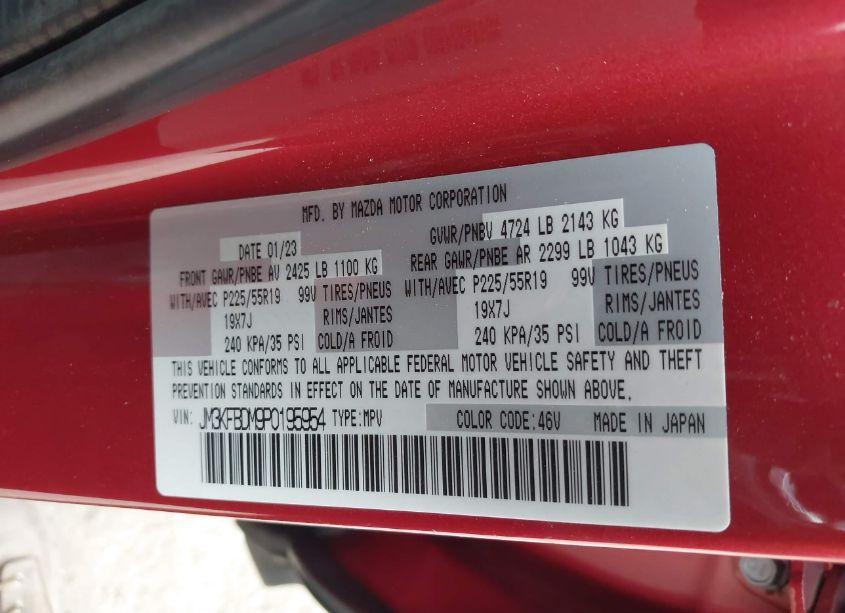 MFD. BY MAZDA MOTOR CORPORATION
DATE 01/23 GVWR/PNBV 4724 LB 2143 KG
FRONT GAWR/PNBE AV 2425 LB 1100 KG REAR GAWR/PNBE AR 2299 LB 1043 KG
WITH/AVEC P225/55R19 99V TIRES/PNEUS WITH/AVEC P225/55R19 99V TIRES/PNEUS
19X7J RIMS/JANTES 19X7J RIMS/JANTES
240 KPA/35 PSI COLD/A FROID 240 KPA/35 PSI COLD/A FROID
THIS VEHICLE CONFORMS TO ALL APPLICABLE FEDERAL MOTOR VEHICLE SAFETY AND THEFT
PREVENTION STANDARDS IN EFFECT ON THE DATE OF MANUFACTURE SHOWN ABOVE.
VIN: JM3KFBDM9P0195954 TYPE:MPV COLOR CODE:46V MADE IN JAPAN